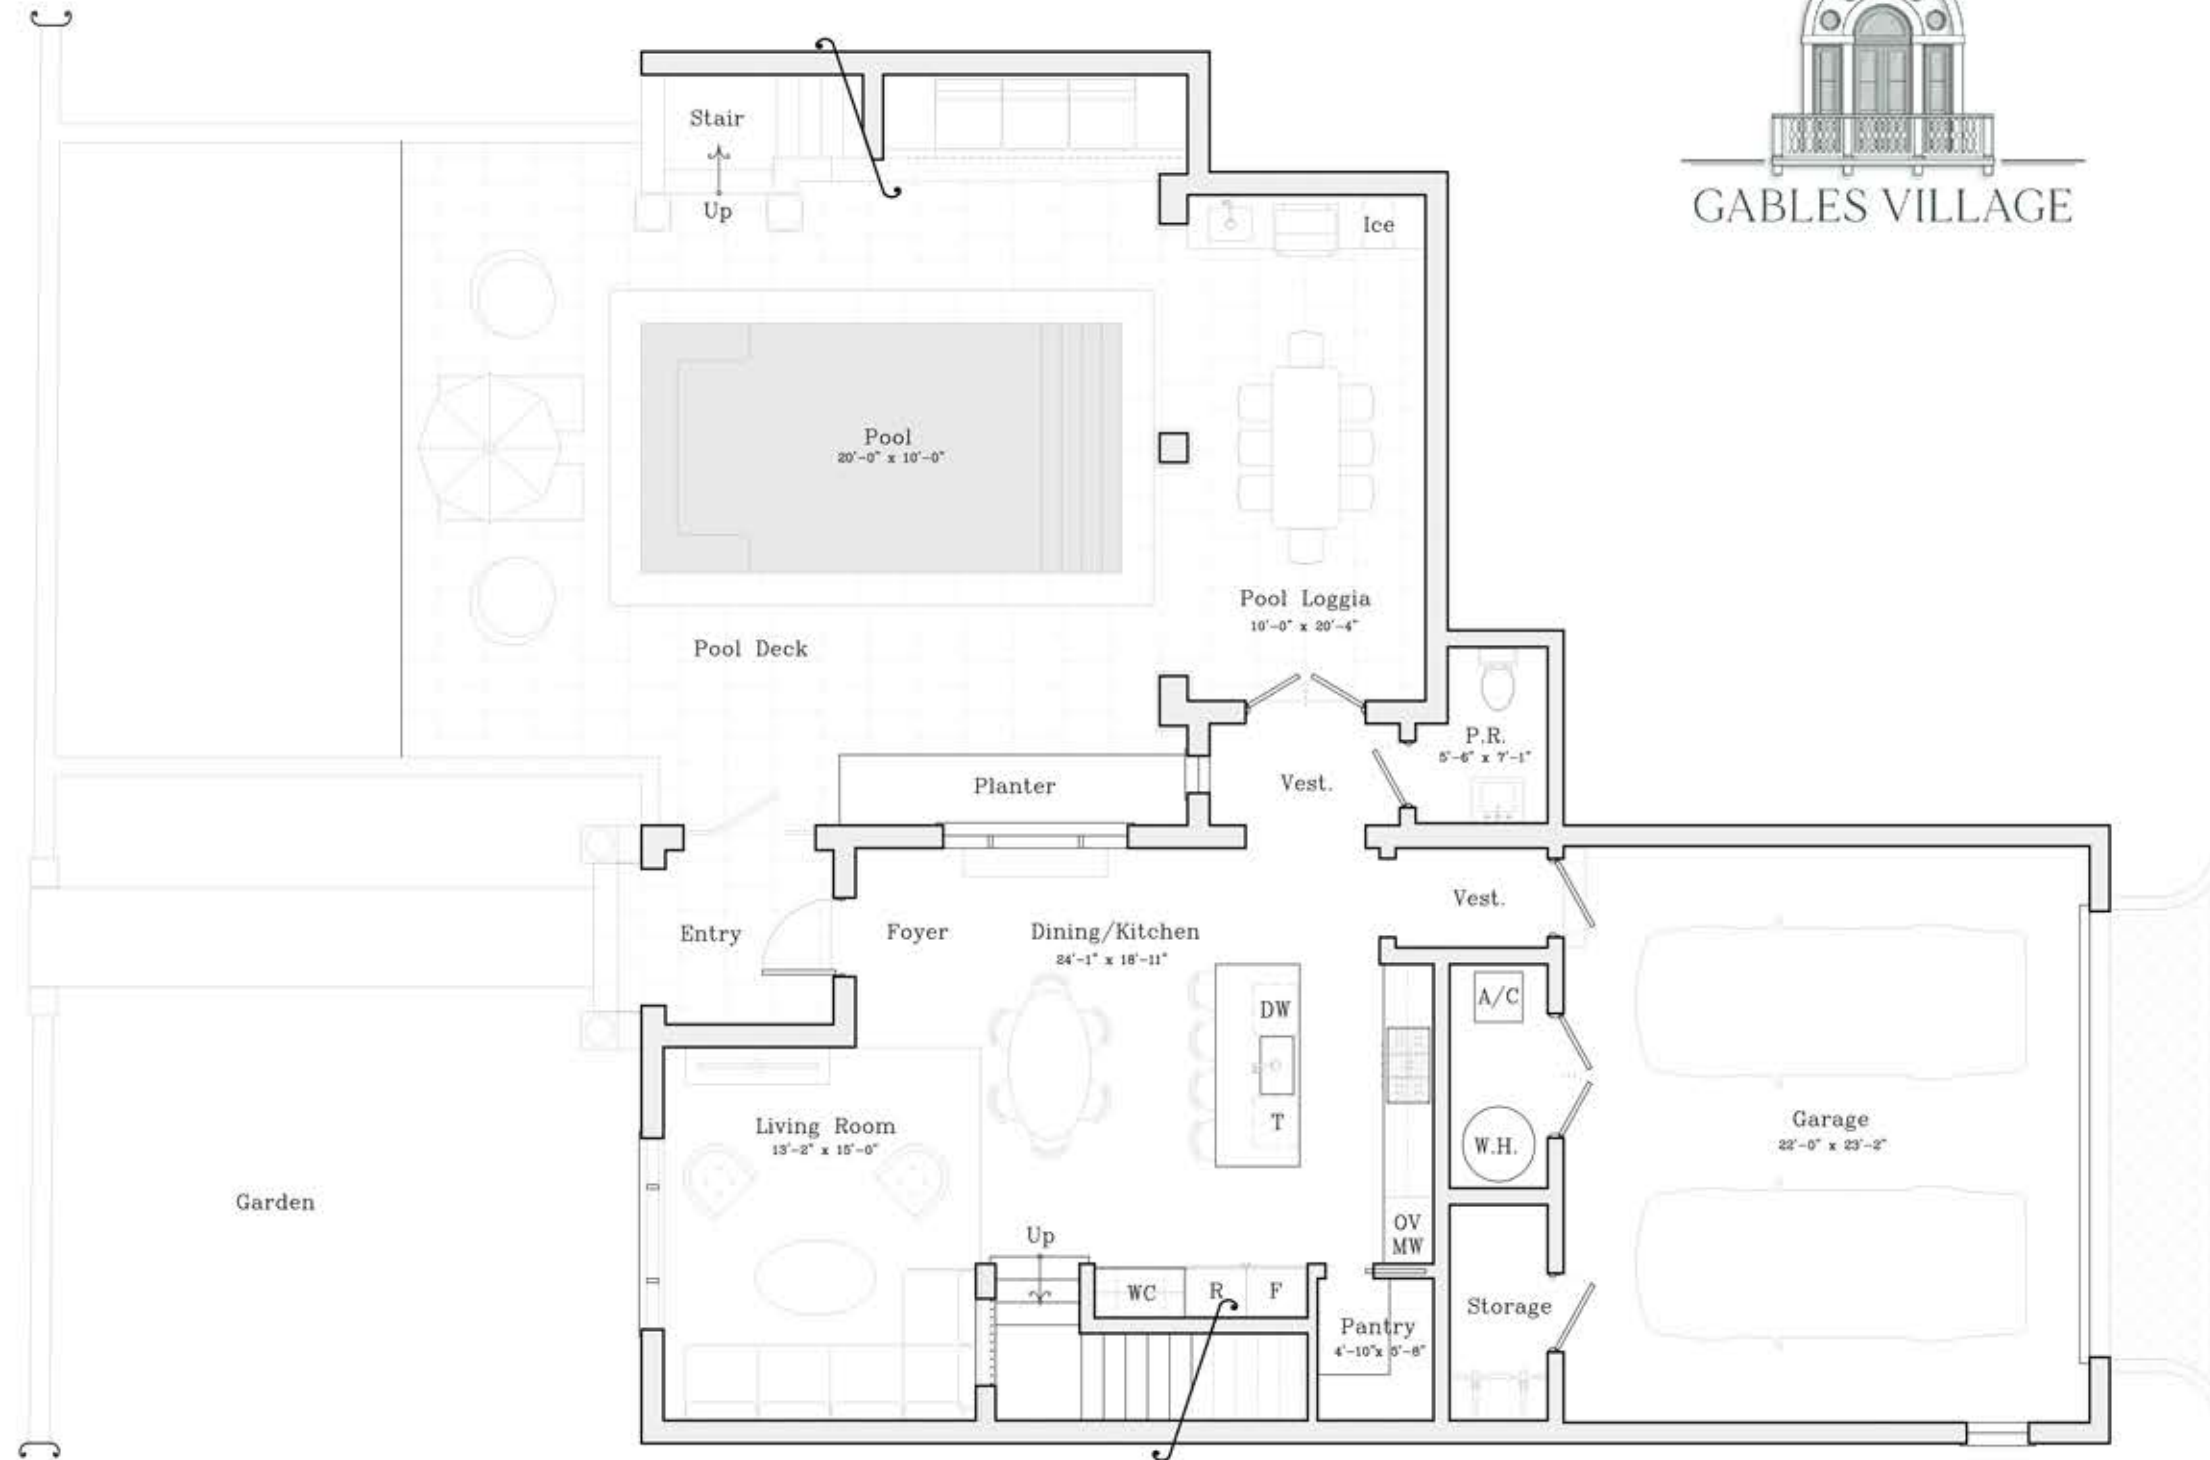 GABLES VILLAGE
Stair
Up
Ice
Pool
20'-0" x 10'-0"
Pool Loggia
10'-0" x 20'-4"
Pool Deck
P.R.
5'-6" x 7'-1"
Planter
Vest.
Vest.
Entry
Foyer
Dining/Kitchen
24'-1" x 18'-11"
DW
A/C
T
Living Room
13'-2" x 15'-0"
Garage
22'-0" x 23'-2"
W.H.
Garden
Up
OV
MW
WC
R
F
Storage
Pantry
4'-10"x 5'-8"